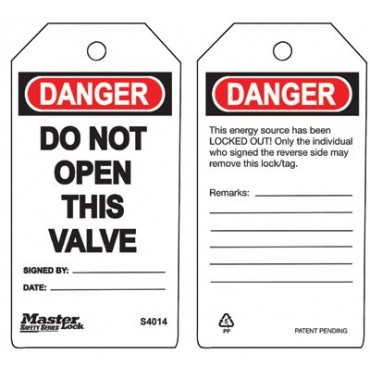 DANGER
DO NOT
OPEN
THIS
VALVE
SIGNED BY:
DATE:
Master Lock
SAFETY SERIES
S4014
DANGER
This energy source has been
LOCKED OUT! Only the individual
who signed the reverse side may
remove this lock/tag.
Remarks:
5
PP
PATENT PENDING